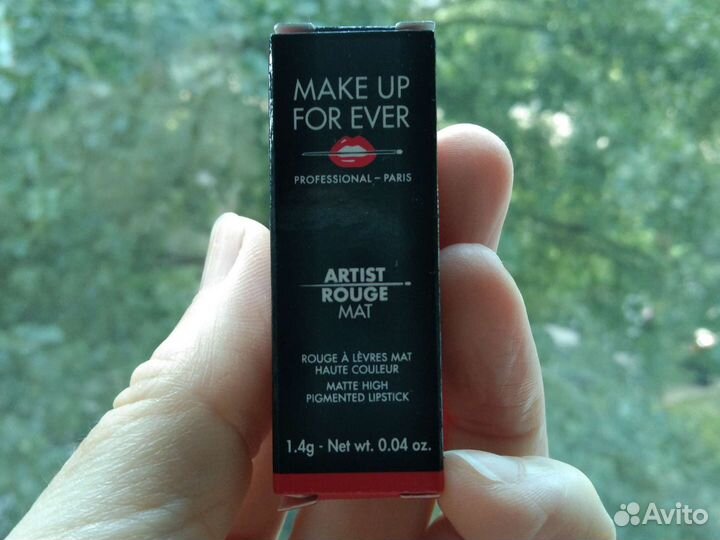 MAKE UP
FOR EVER
PROFESSIONAL – PARIS
ARTIST
ROUGE
MAT
ROUGE À LÈVRES MAT
HAUTE COULEUR
MATTE HIGH
PIGMENTED LIPSTICK
1.4g - Net wt. 0.04 oz.
Avito